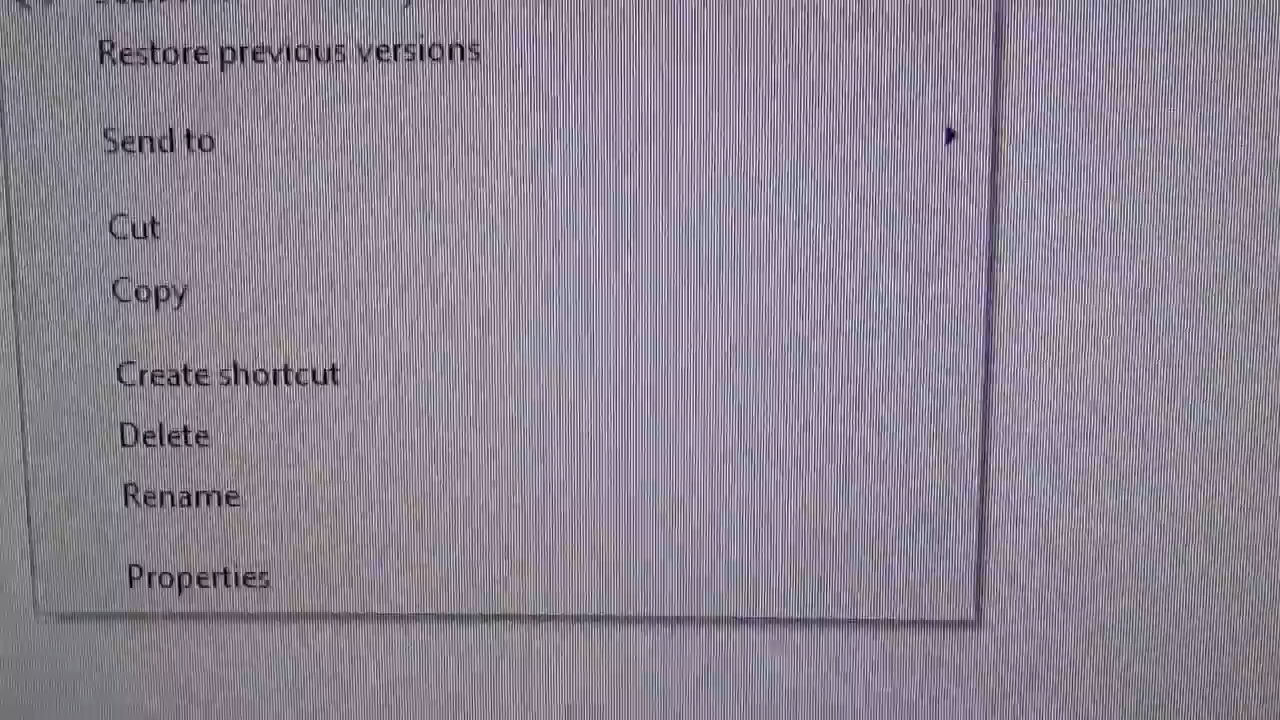 Restore previous versions
Send to
Cut
Copy
Create shortcut
Delete
Rename
Properties